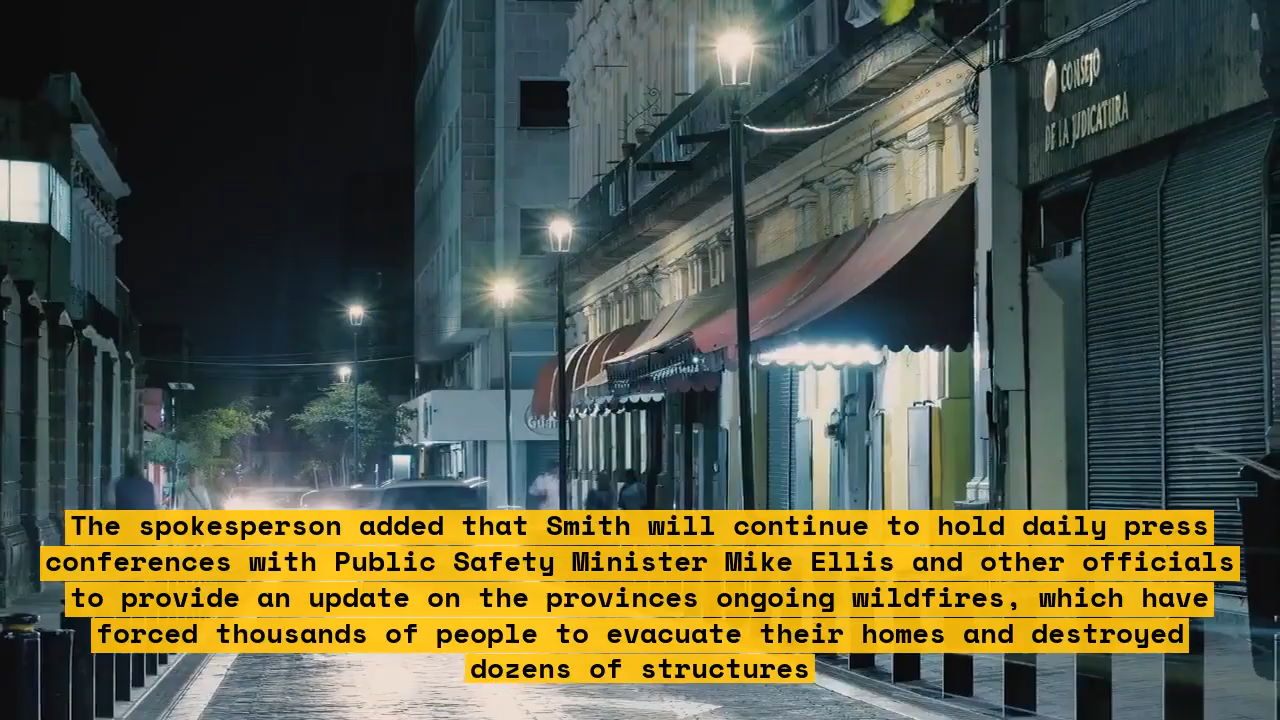 CONSEJO
DE LA JUDICATURA
The spokesperson added that Smith will continue to hold daily press
conferences with Public Safety Minister Mike Ellis and other officials
to provide an update on the provinces ongoing wildfires, which have
forced thousands of people to evacuate their homes and destroyed
dozens of structures